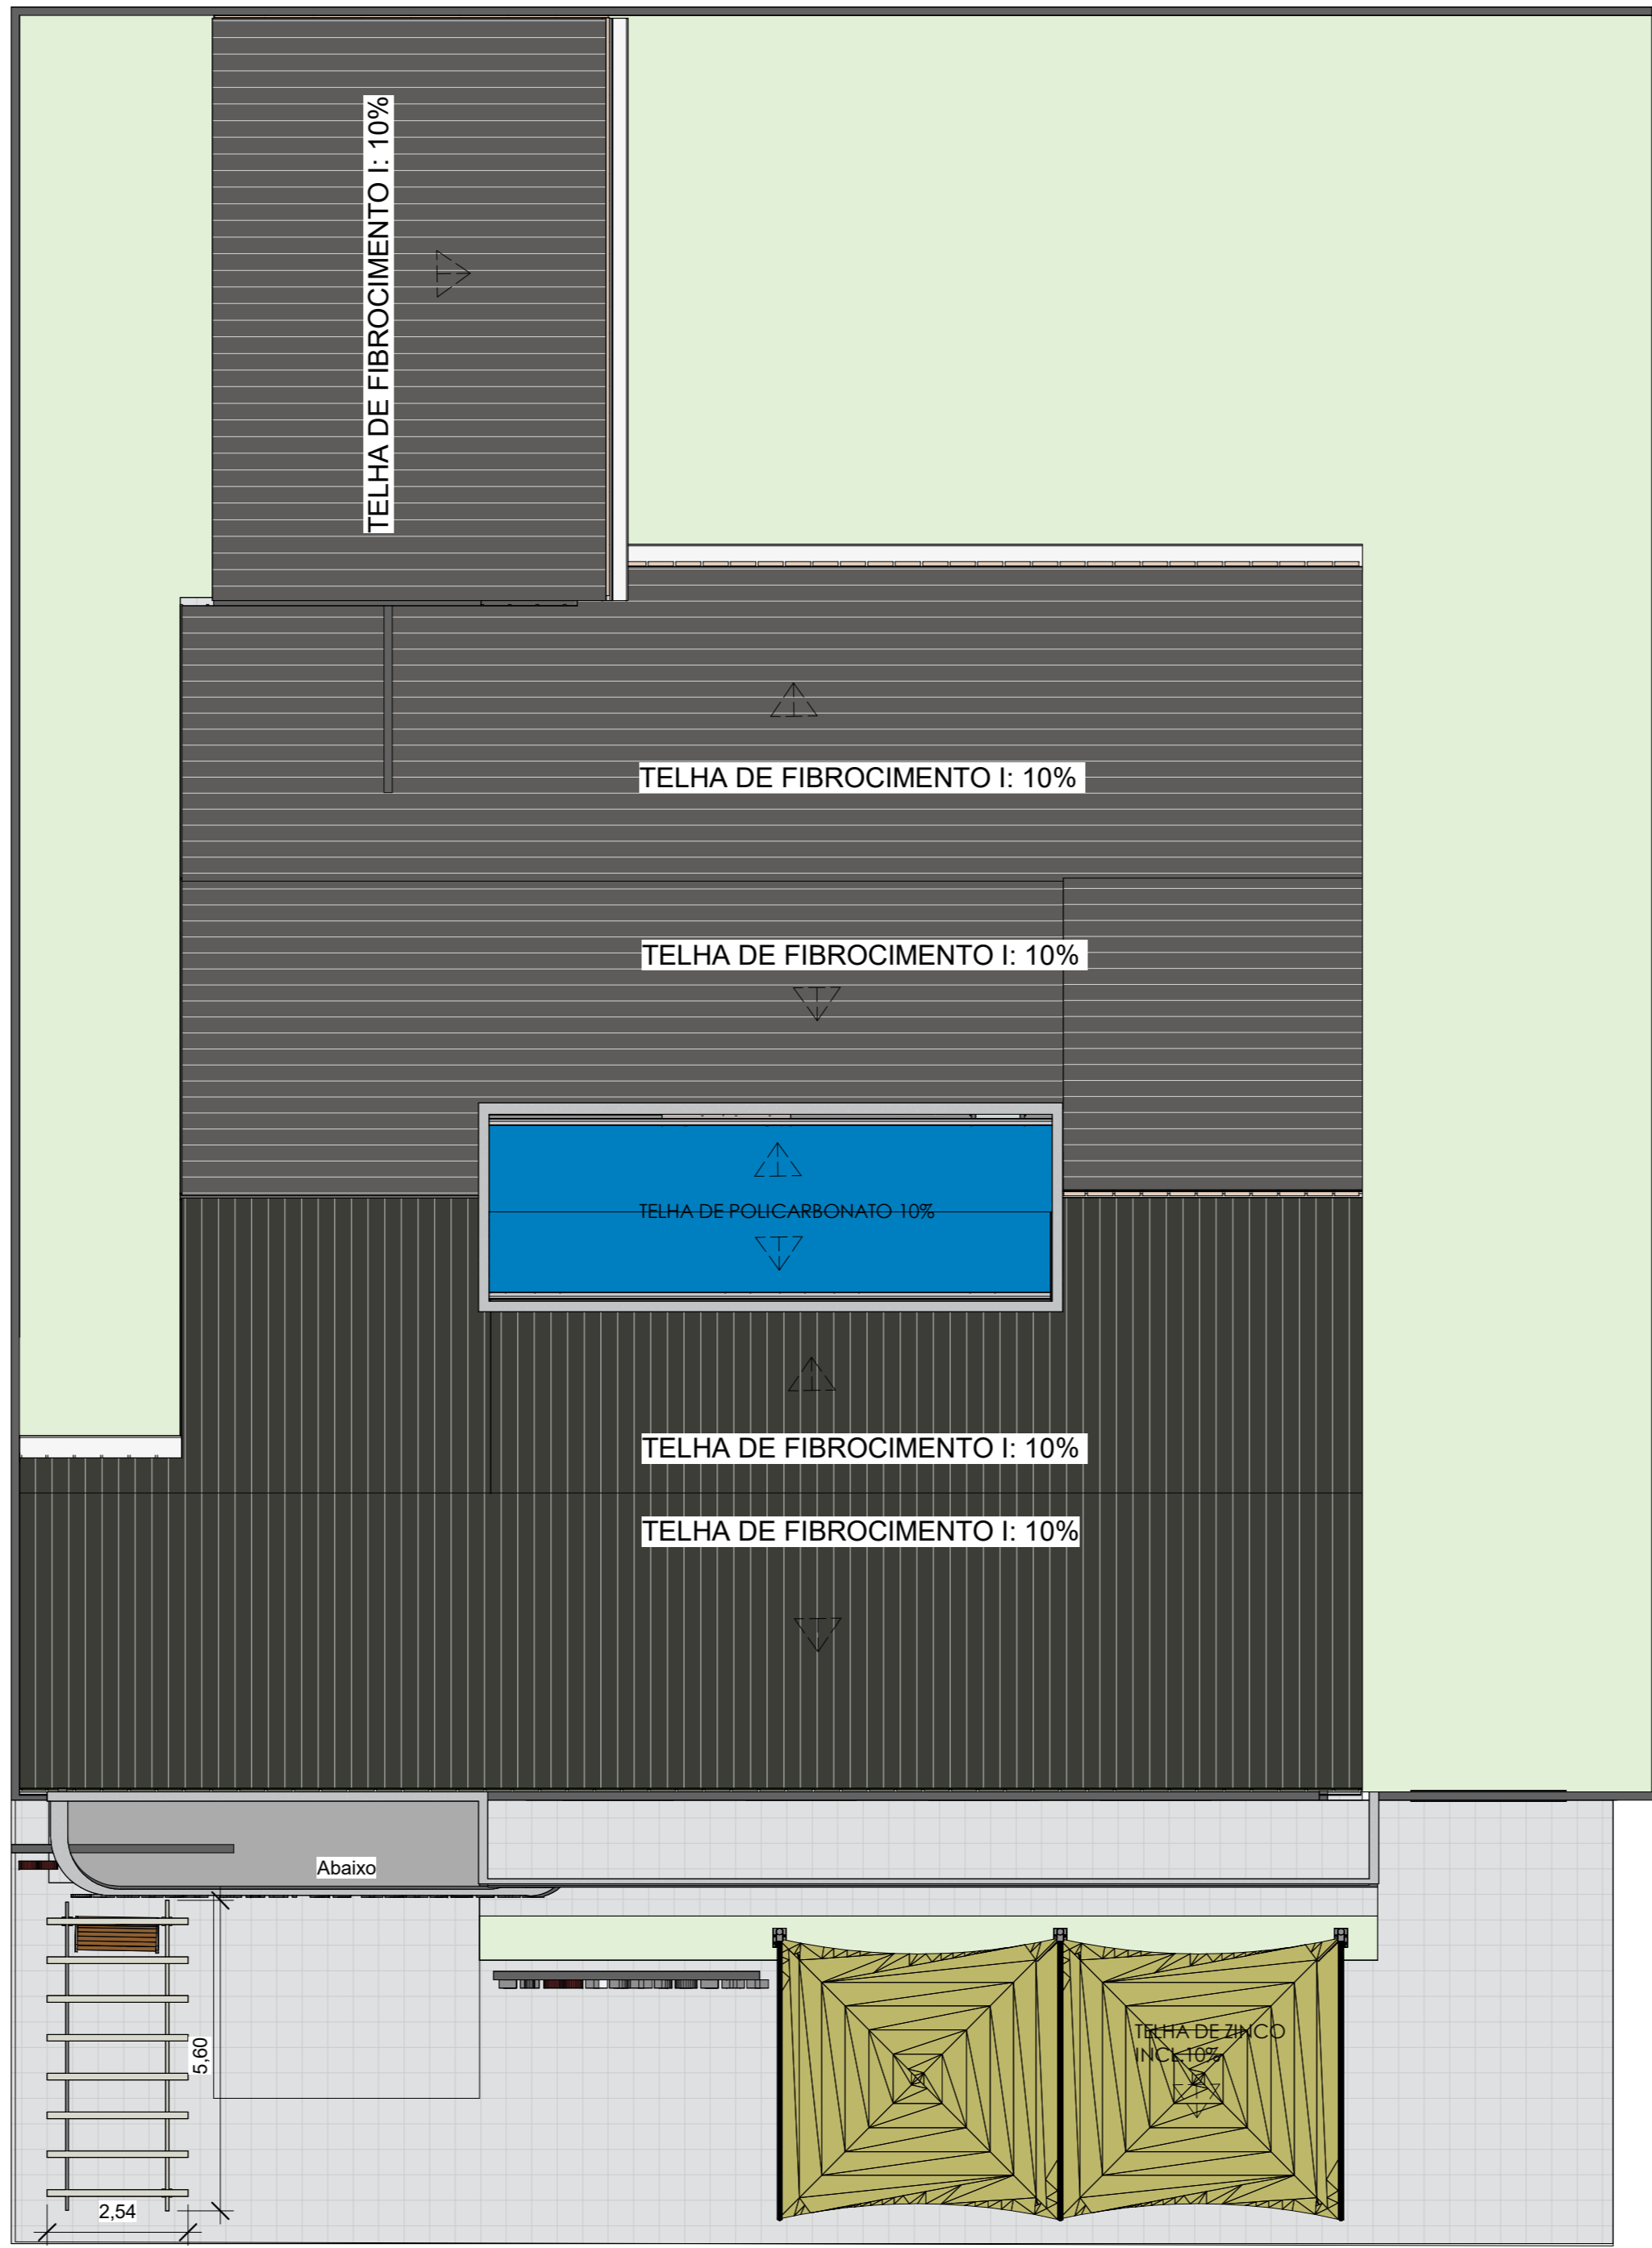 TELHA DE FIBROCIMENTO I: 10%
TELHA DE FIBROCIMENTO I: 10%
TELHA DE FIBROCIMENTO I: 10%
TELHA DE POLICARBONATO 10%
TELHA DE FIBROCIMENTO I: 10%
TELHA DE FIBROCIMENTO I: 10%
Abaixo
TELHA DE ZINCO
INCL.10%
5,60
2,54